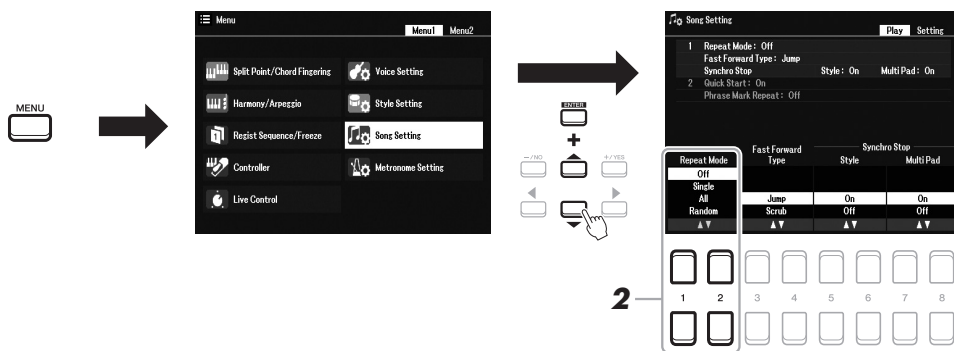 MENU
Menu
Menu1 Menu2
Split Point/Chord Fingering Voice Setting
Harmony/Arpeggio Style Setting
Regist Sequence/Freeze Song Setting
Controller Metronome Setting
Live Control
ENTER
+
−/NO +/YES
Song Setting
Play Setting
1 Repeat Mode: Off
Fast Forward Type: Jump
Synchro Stop Style: On Multi Pad: On
2 Quick Start: On
Phrase Mark Repeat: Off
Repeat Mode Fast Forward Type Synchro Stop Style Multi Pad
Off
Single
All Jump On On
Random Scrub Off Off
▲▼ ▲▼ ▲▼ ▲▼
2
1 2 3 4 5 6 7 8